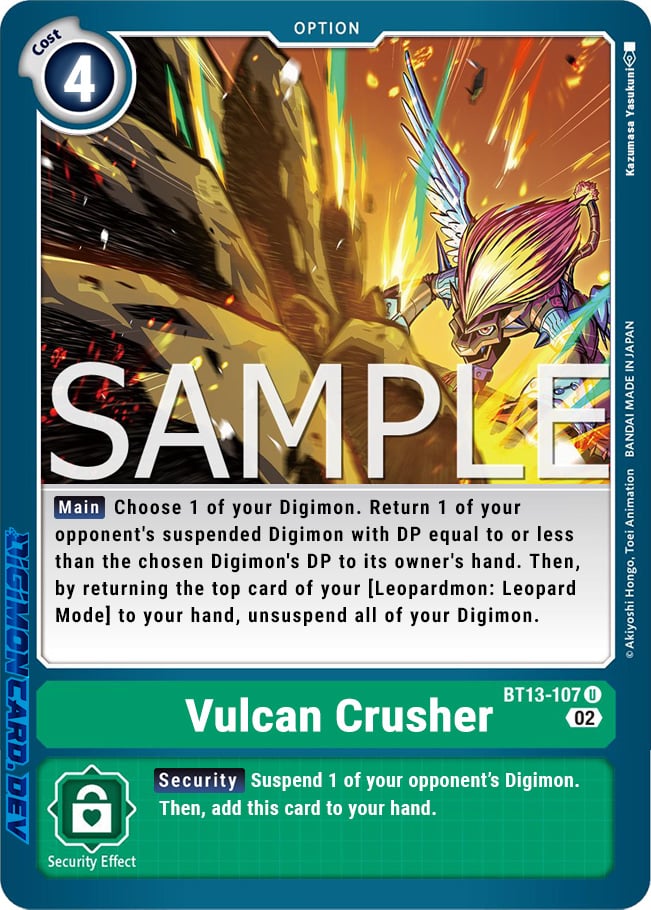 OPTION
Cost
4
Kazumasa Yasukuni
SAMPLE
Main Choose 1 of your Digimon. Return 1 of your
opponent's suspended Digimon with DP equal to or less
than the chosen Digimon's DP to its owner's hand. Then,
by returning the top card of your [Leopardmon: Leopard
Mode] to your hand, unsuspend all of your Digimon.
© Akiyoshi Hongo, Toei Animation BANDAI MADE IN JAPAN
DIGIMONCARD.DEV
BT13-107 U
Vulcan Crusher
02
Security Suspend 1 of your opponent’s Digimon.
Then, add this card to your hand.
Security Effect